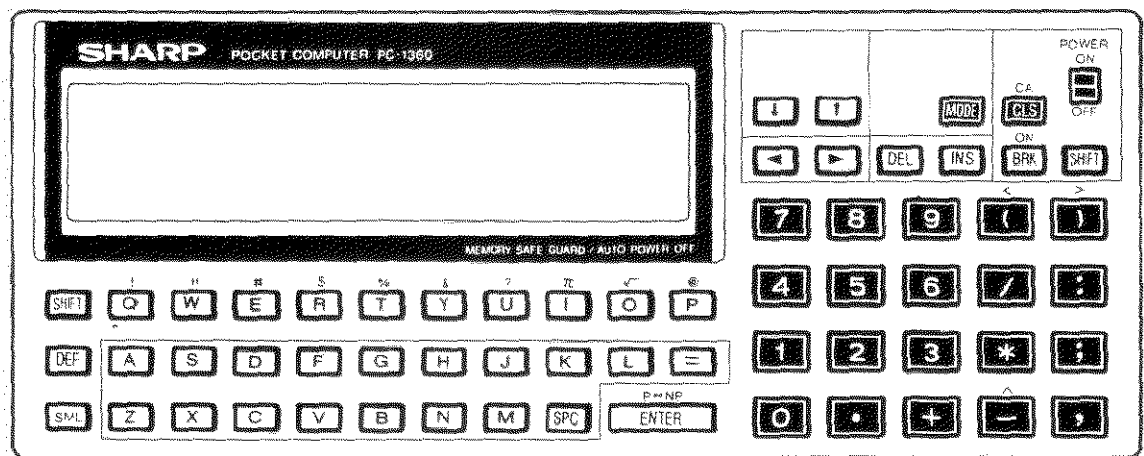 SHARP POCKET COMPUTER PC-1360
MEMORY SAFE GUARD / AUTO POWER OFF
POWER
ON
OFF
CA
↓ ↑ MODE CLS
ON
◄ ► DEL INS BRK SHIFT
< >
7 8 9 ( )
4 5 6 / :
1 2 3 * ;
^
0 . + - ,
! " # $ % & ? π √ @
SHIFT Q W E R T Y U I O P
DEF A S D F G H J K L =
P⇔NP
SML Z X C V B N M SPC ENTER